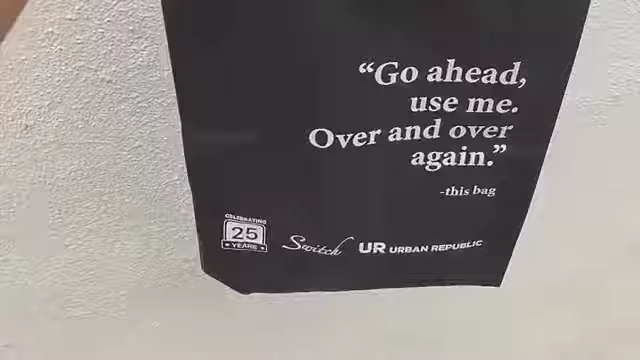 “Go ahead,
use me.
Over and over
again.”
-this bag
CELEBRATING
25
YEARS
Switch
UR URBAN REPUBLIC